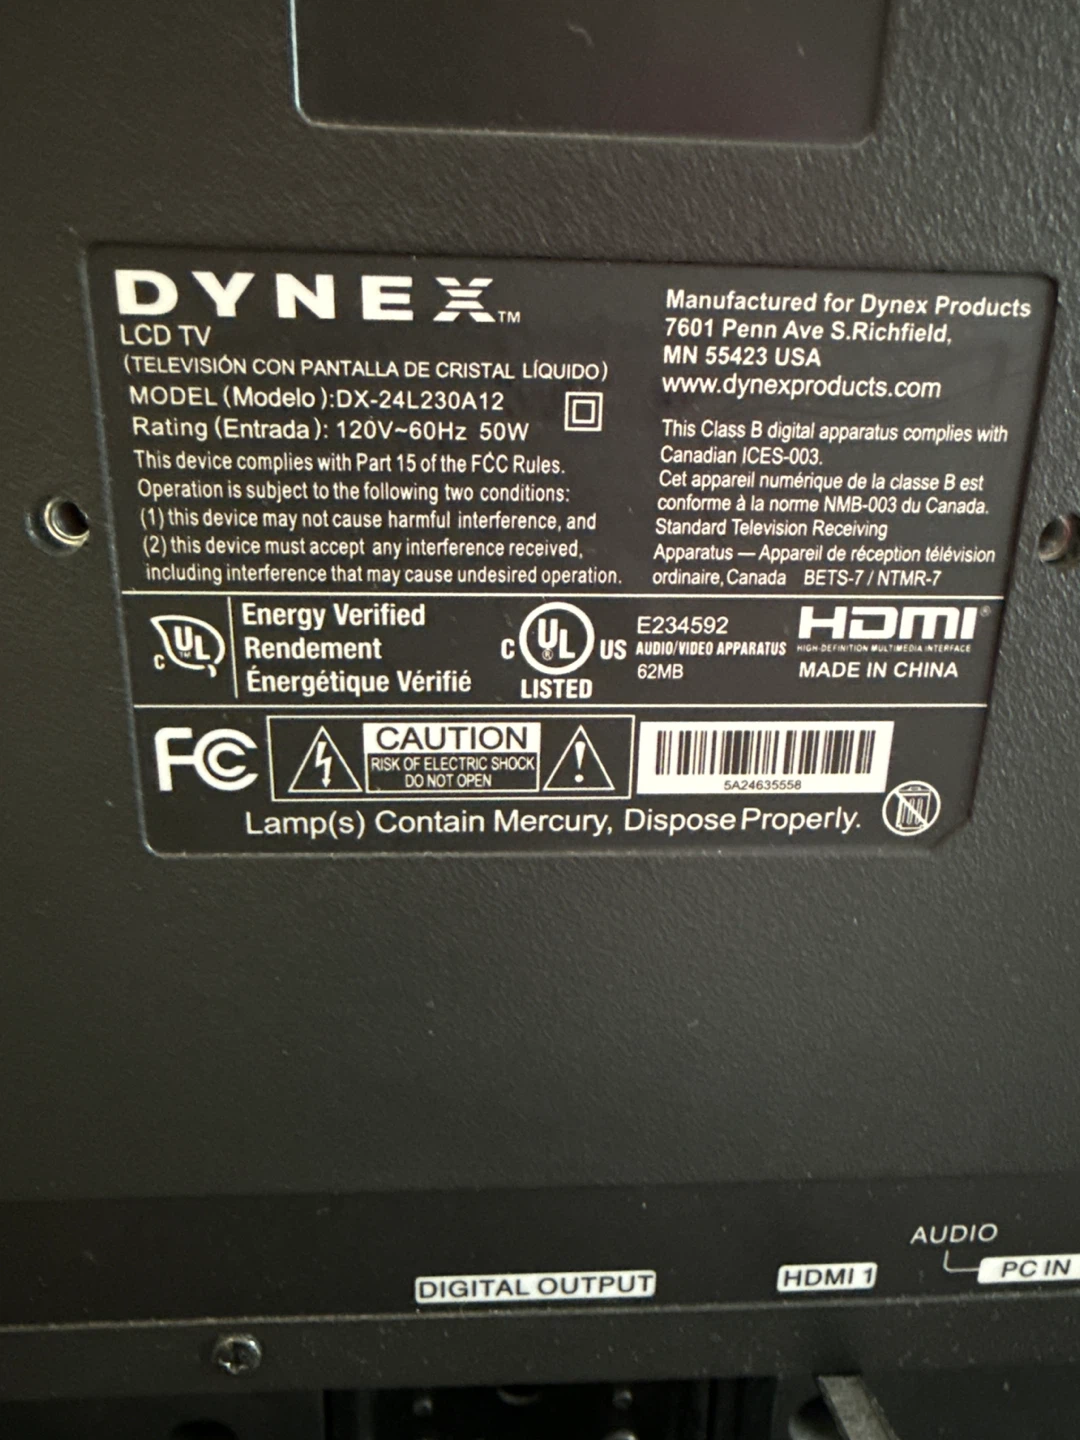 DYNEX™
LCD TV
(TELEVISIÓN CON PANTALLA DE CRISTAL LÍQUIDO)
MODEL (Modelo):DX-24L230A12
Rating (Entrada): 120V~60Hz 50W
This device complies with Part 15 of the FCC Rules.
Operation is subject to the following two conditions:
(1) this device may not cause harmful interference, and
(2) this device must accept any interference received,
including interference that may cause undesired operation.
Manufactured for Dynex Products
7601 Penn Ave S.Richfield,
MN 55423 USA
www.dynexproducts.com
This Class B digital apparatus complies with
Canadian ICES-003.
Cet appareil numérique de la classe B est
conforme à la norme NMB-003 du Canada.
Standard Television Receiving
Apparatus — Appareil de réception télévision
ordinaire, Canada BETS-7 / NTMR-7
C UL™
Energy Verified
Rendement
Énergétique Vérifié
C UL® US
LISTED
E234592
AUDIO/VIDEO APPARATUS
62MB
HDMI®
HIGH-DEFINITION MULTIMEDIA INTERFACE
MADE IN CHINA
FCC
CAUTION
RISK OF ELECTRIC SHOCK
DO NOT OPEN
!
5A24635558
Lamp(s) Contain Mercury, Dispose Properly.
DIGITAL OUTPUT
HDMI 1
AUDIO
PC IN